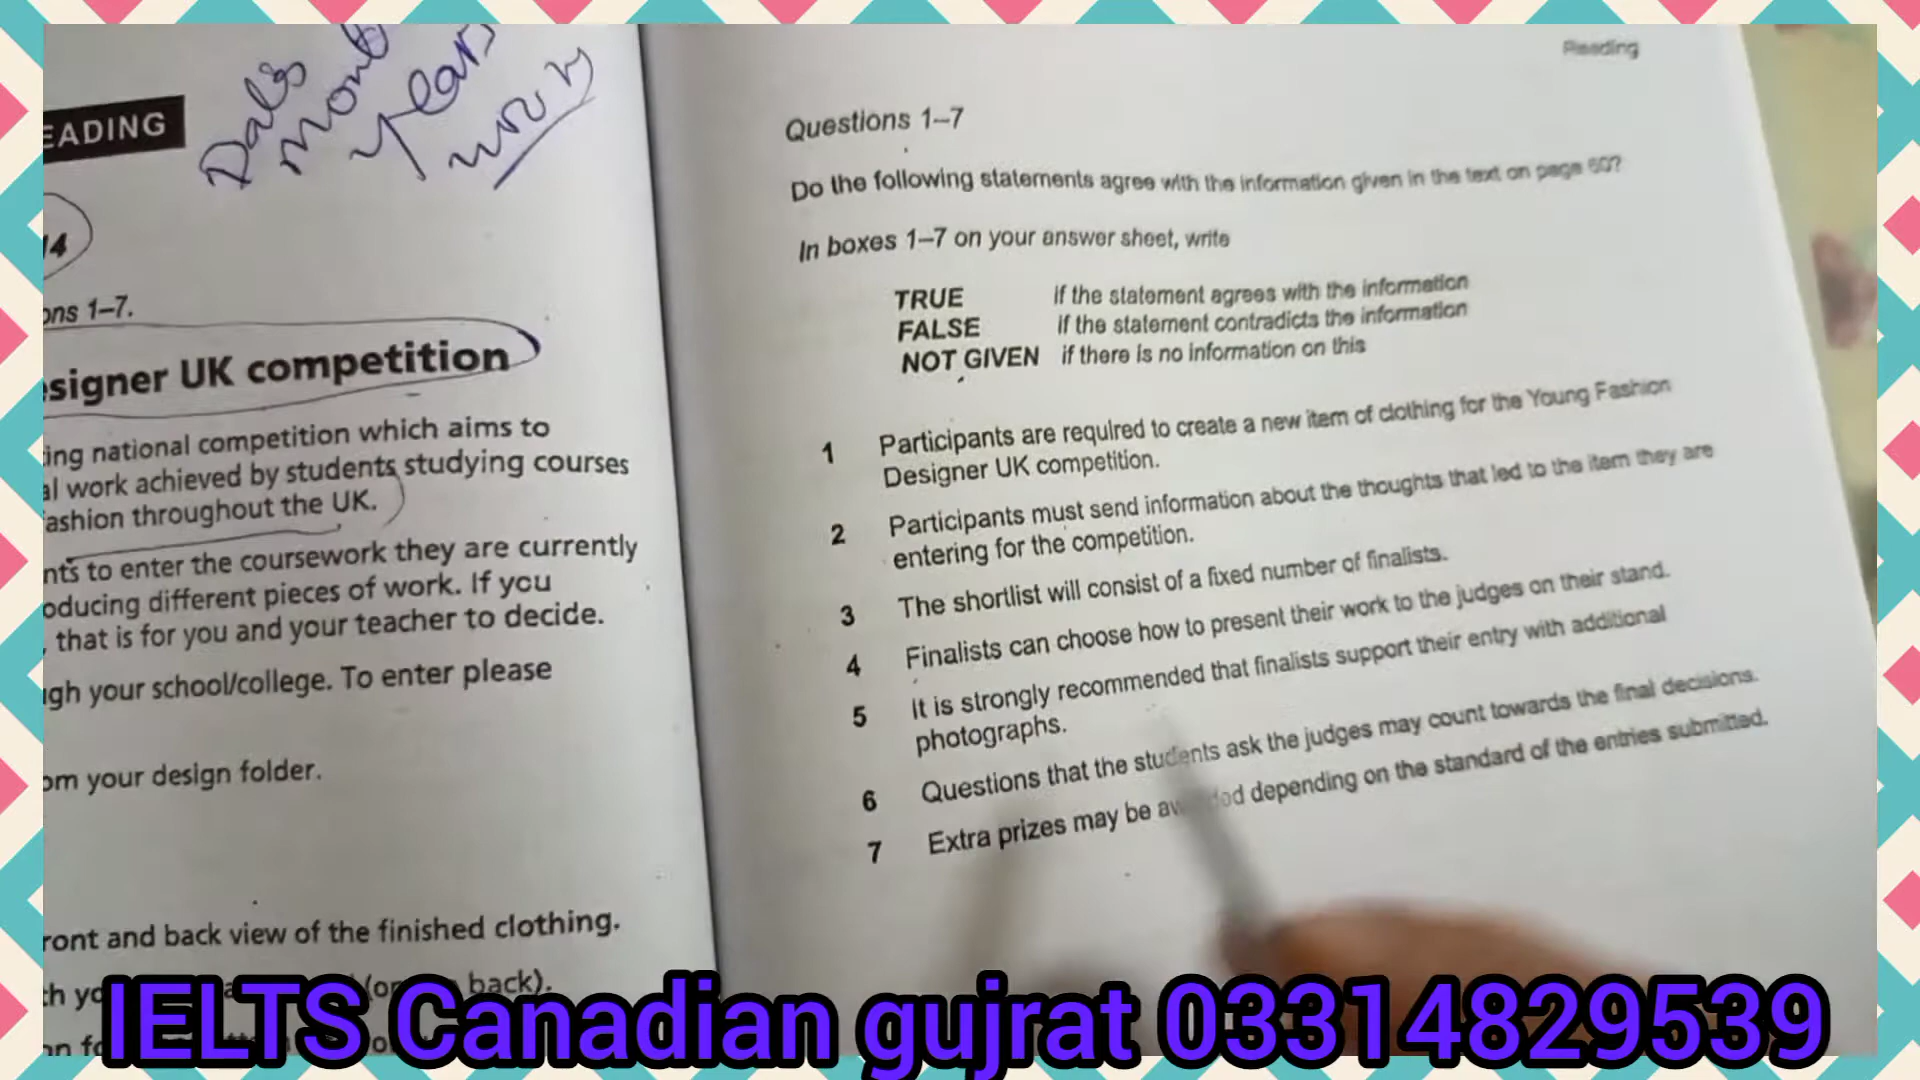 Years
EADING
14
ons 1–7.
signer UK competition
ing national competition which aims to
al work achieved by students studying courses
ashion throughout the UK.
nts to enter the coursework they are currently
oducing different pieces of work. If you
, that is for you and your teacher to decide.
gh your school/college. To enter please
om your design folder.
ront and back view of the finished clothing.
back).
Reading
Questions 1–7
Do the following statements agree with the information given in the text on page 60?
In boxes 1–7 on your answer sheet, write
TRUE if the statement agrees with the information
FALSE if the statement contradicts the information
NOT GIVEN if there is no information on this
1 Participants are required to create a new item of clothing for the Young Fashion
Designer UK competition.
2 Participants must send information about the thoughts that led to the item they are
entering for the competition.
3 The shortlist will consist of a fixed number of finalists.
4 Finalists can choose how to present their work to the judges on their stand.
5 It is strongly recommended that finalists support their entry with additional
photographs.
6 Questions that the students ask the judges may count towards the final decisions.
7 Extra prizes may be awarded depending on the standard of the entries submitted.
IELTS Canadian gujrat 03314829539